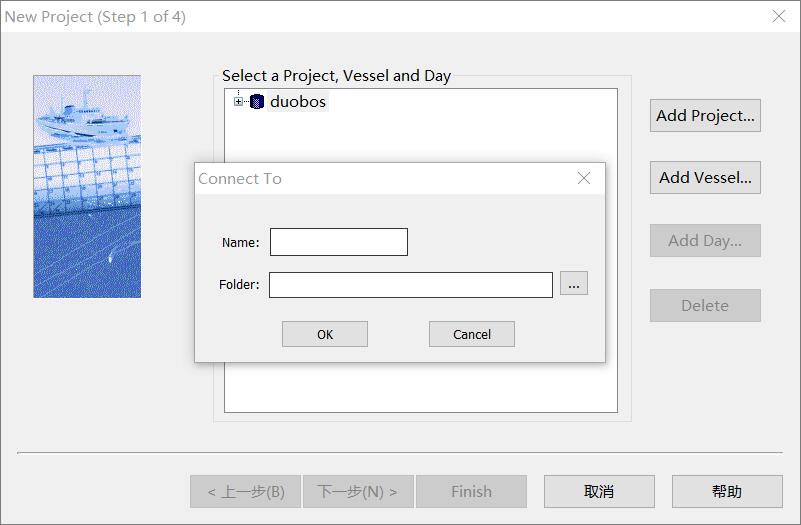 New Project (Step 1 of 4)
Select a Project, Vessel and Day
duobos
Add Project...
Connect To
Add Vessel...
Name:
Add Day...
Folder:
...
Delete
OK
Cancel
< 上一步(B)
下一步(N) >
Finish
取消
帮助